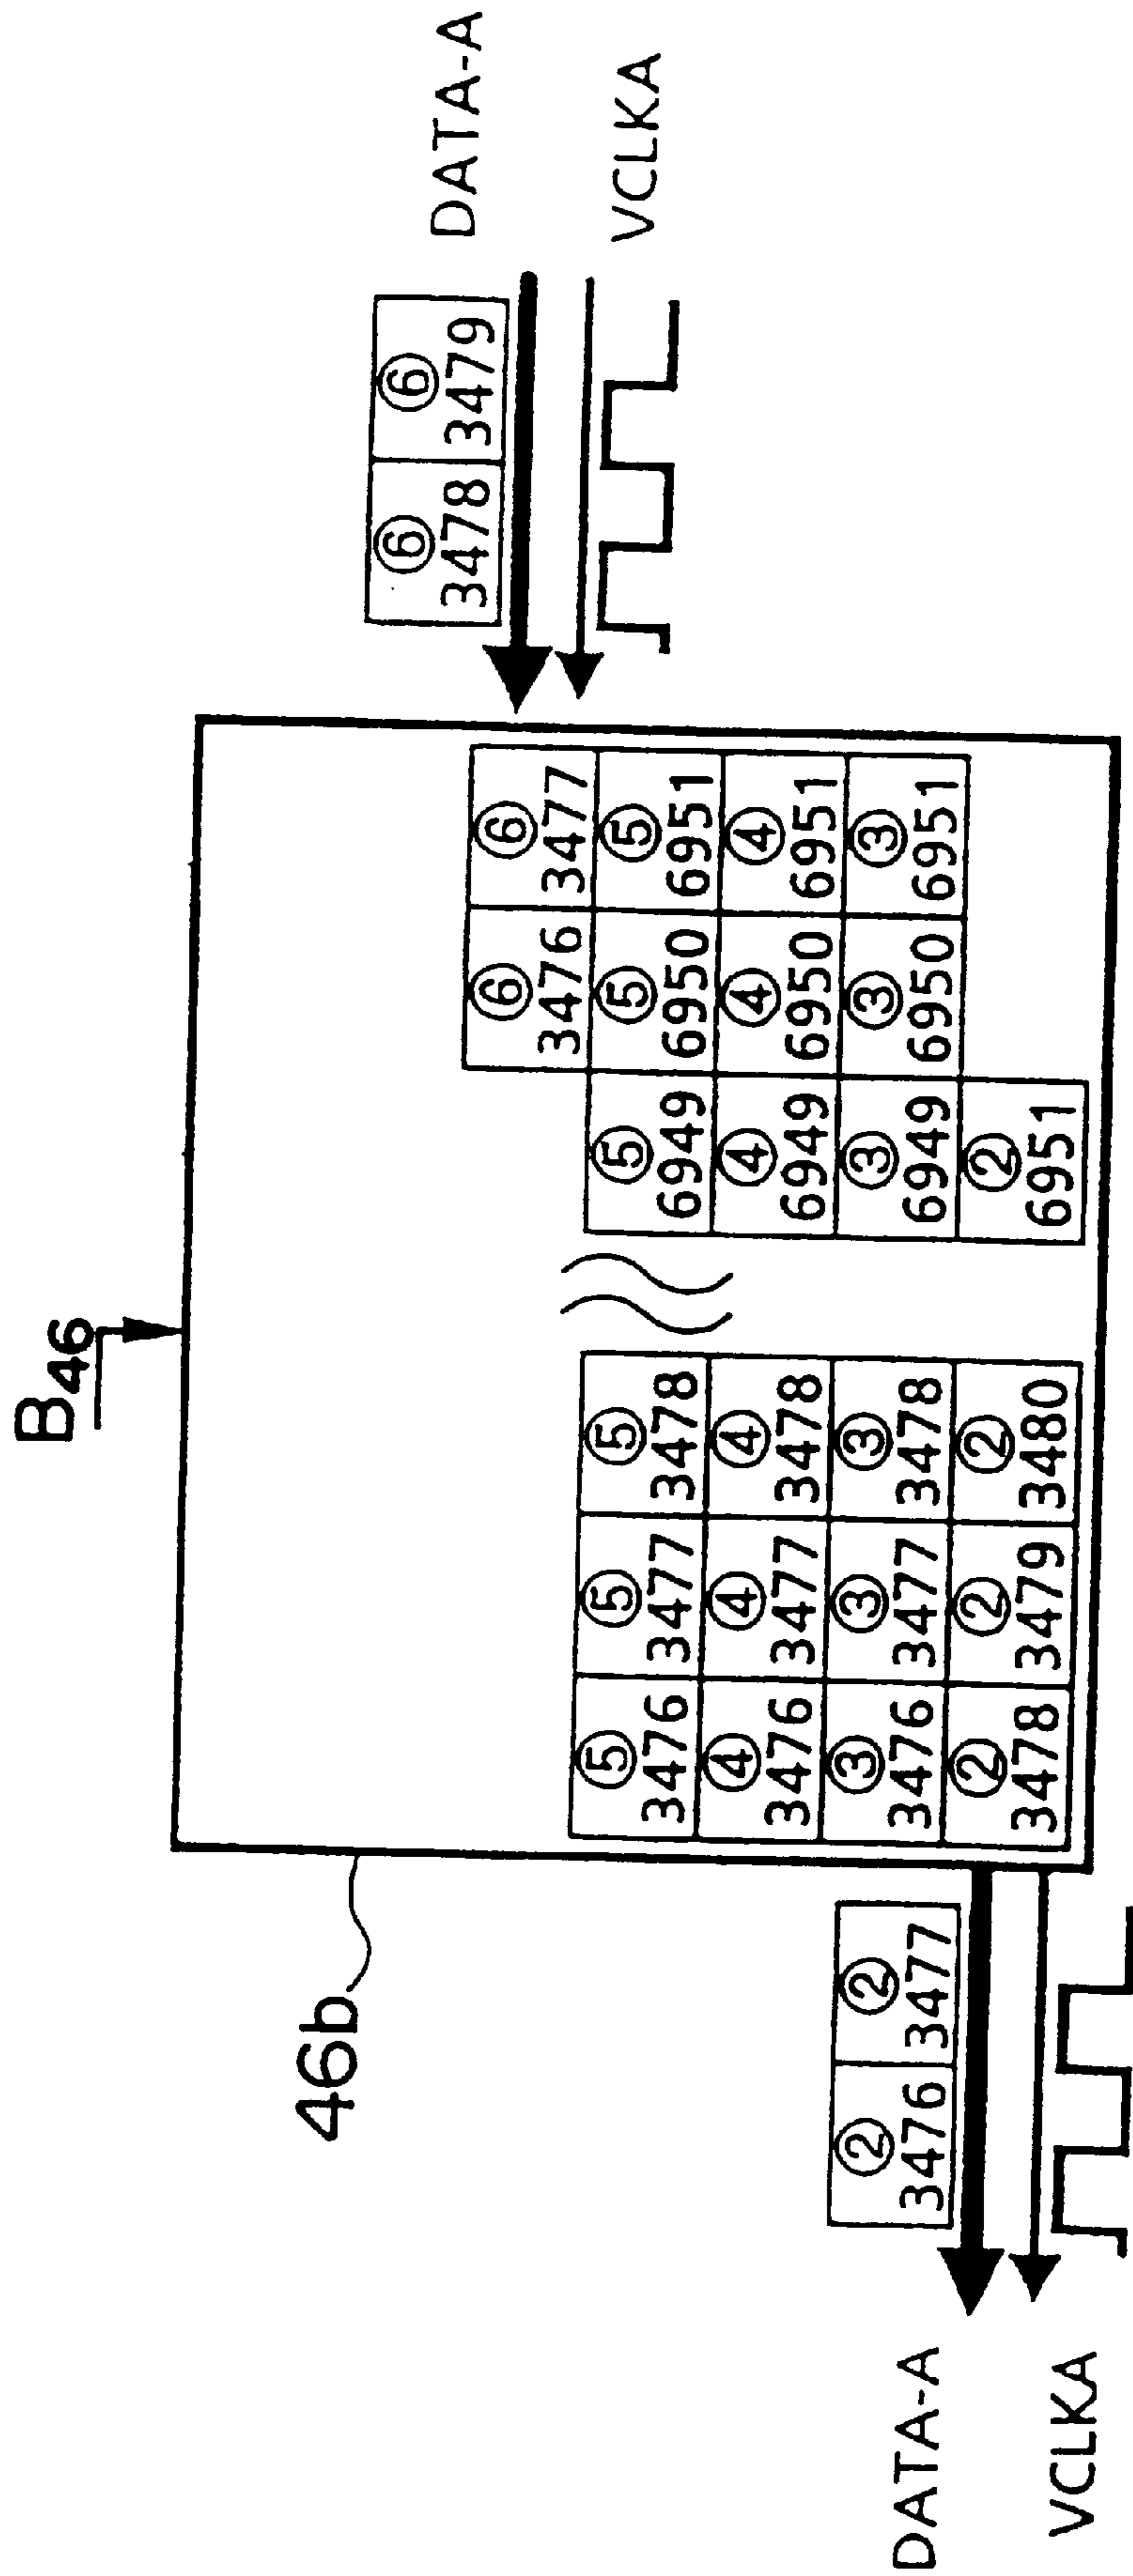 B46
46b
⑥ ⑥
3478 3479
DATA-A
VCLKA
⑥ ⑥
3476 3477
⑤ ⑤ ⑤ ⑤ ⑤ ⑤
3476 3477 3478 6949 6950 6951
④ ④ ④ ④ ④ ④
3476 3477 3478 6949 6950 6951
③ ③ ③ ③ ③ ③
3476 3477 3478 6949 6950 6951
② ② ② ②
3478 3479 3480 6951
② ②
3476 3477
DATA-A
VCLKA